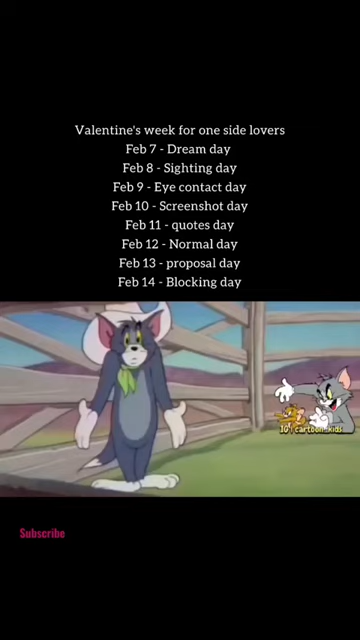 Valentine's week for one side lovers
Feb 7 - Dream day
Feb 8 - Sighting day
Feb 9 - Eye contact day
Feb 10 - Screenshot day
Feb 11 - quotes day
Feb 12 - Normal day
Feb 13 - proposal day
Feb 14 - Blocking day
cartoon
kids
Subscribe